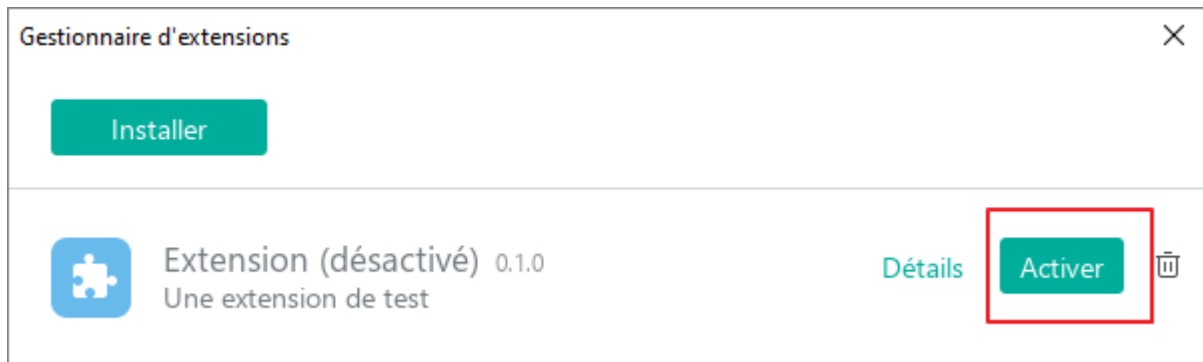 Gestionnaire d'extensions
Installer
Extension (désactivé) 0.1.0
Une extension de test
Détails
Activer